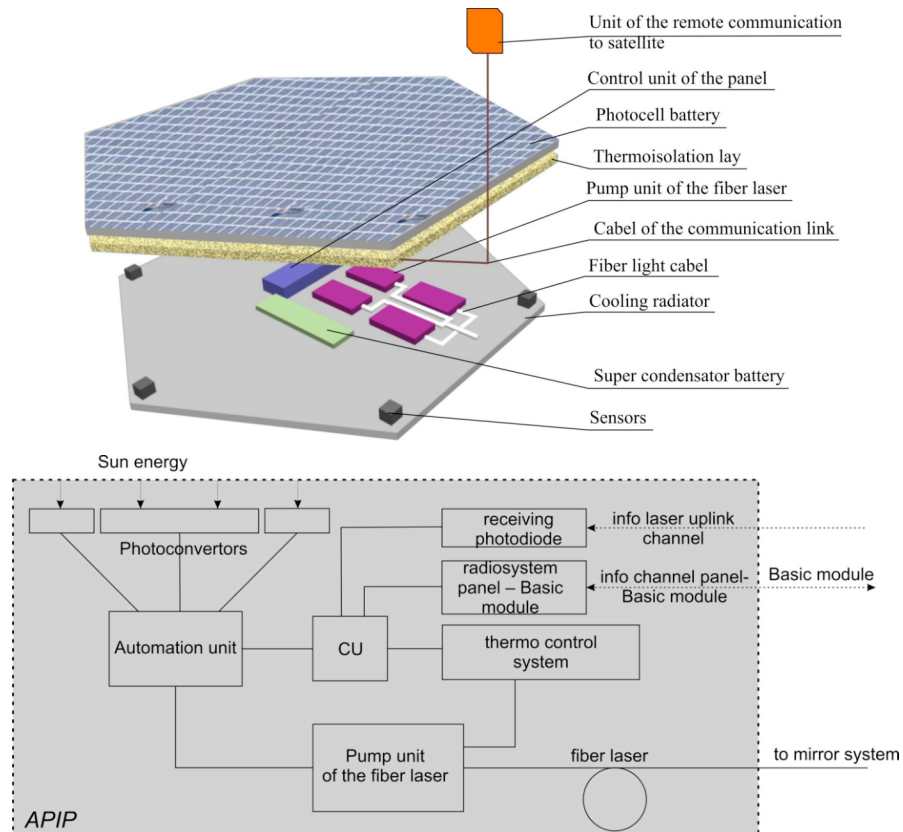 Unit of the remote communication
to satellite
Control unit of the panel
Photocell battery
Thermoisolation lay
Pump unit of the fiber laser
Cabel of the communication link
Fiber light cabel
Cooling radiator
Super condensator battery
Sensors
Sun energy
Photoconvertors
receiving
photodiode
info laser uplink
channel
radiosystem
panel – Basic
module
info channel panel-
Basic module
Basic module
Automation unit
CU
thermo control
system
Pump unit
of the fiber laser
fiber laser
to mirror system
APIP